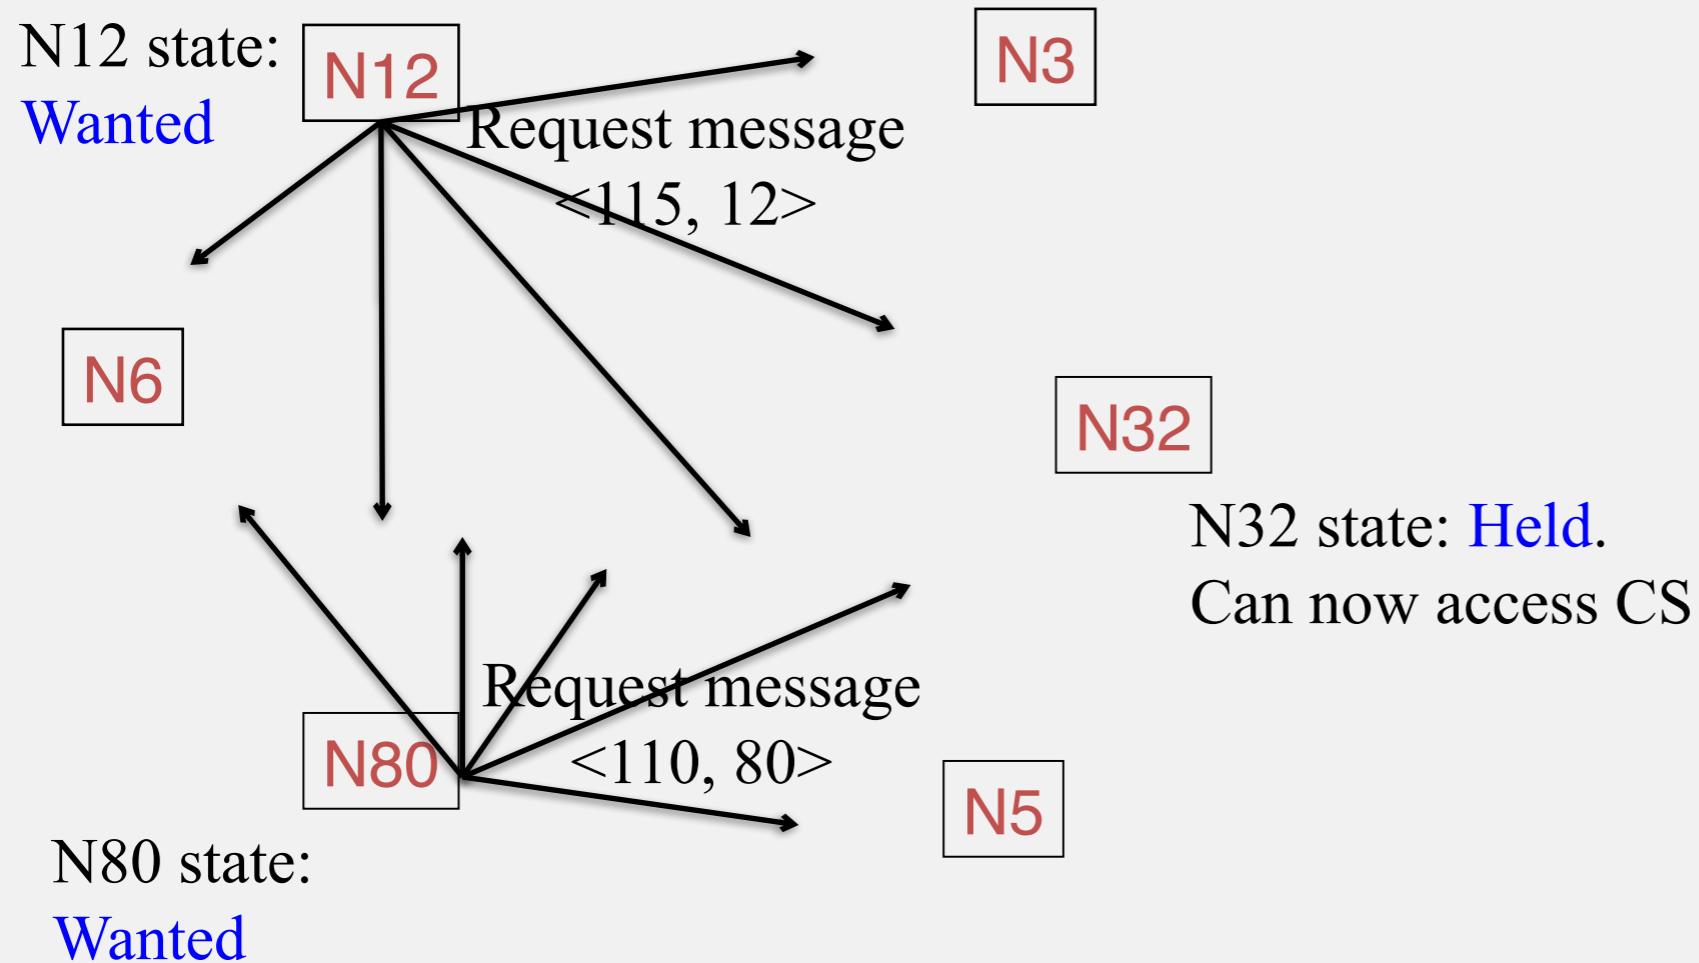 N12 state:
Wanted
N12
N3
Request message
<115, 12>
N6
N32
N32 state: Held.
Can now access CS
Request message
<110, 80>
N80
N5
N80 state:
Wanted